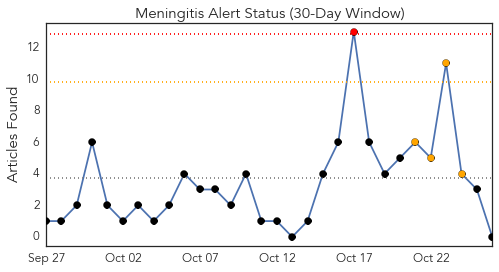 Meningitis Alert Status (30-Day Window)
Articles Found
12
10
8
6
4
2
0
Sep 27 Oct 02 Oct 07 Oct 12 Oct 17 Oct 22